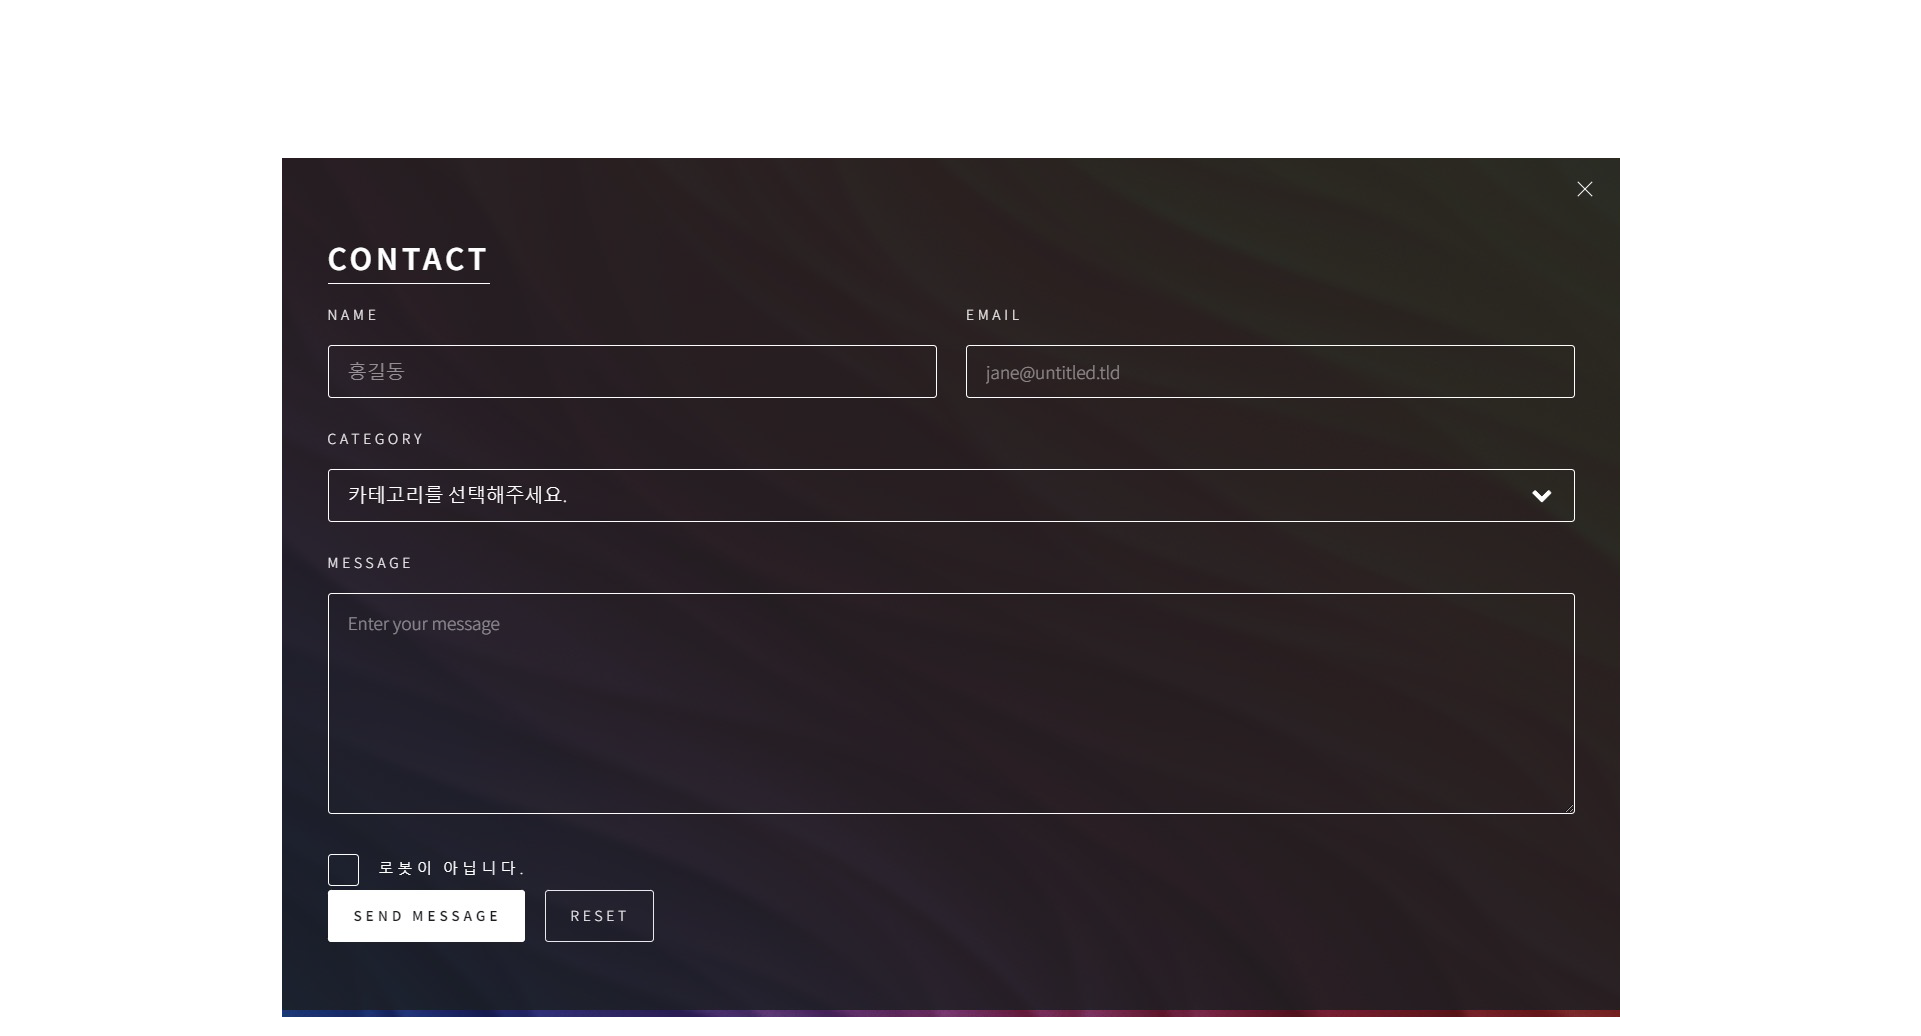 CONTACT
NAME
EMAIL
홍길동
jane@untitled.tld
CATEGORY
카테고리를 선택해주세요.
MESSAGE
Enter your message
로봇이 아닙니다.
SEND MESSAGE
RESET